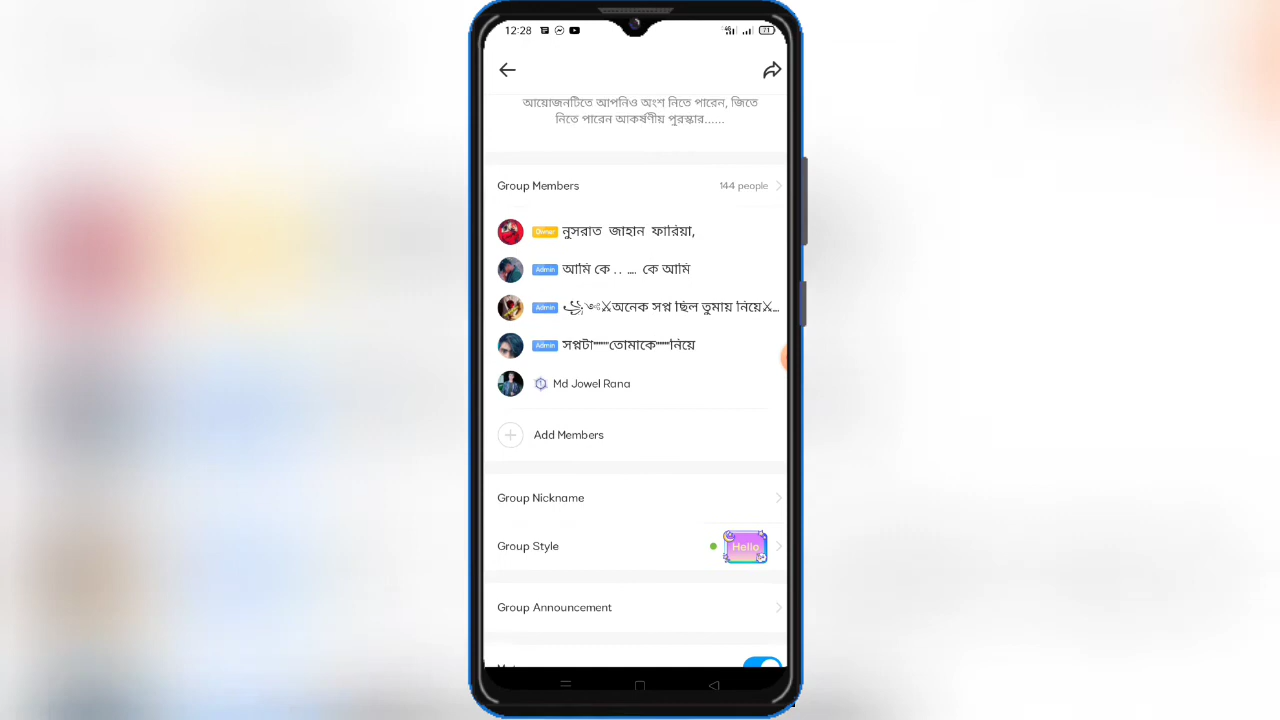 12:28
71
আয়োজনটিতে আপনিও অংশ নিতে পারেন, জিতে
নিতে পারেন আকর্ষণীয় পুরস্কার......
Group Members 144 people
Owner নুসরাত জাহান ফারিয়া,
Admin আমি কে . . .... কে আমি
Admin ꧁༺⚔অনেক সপ্ন ছিল তুমায় নিয়ে⚔...
Admin সপ্নটা""""তোমাকে""""নিয়ে
Md Jowel Rana
Add Members
Group Nickname
Group Style Hello
Group Announcement